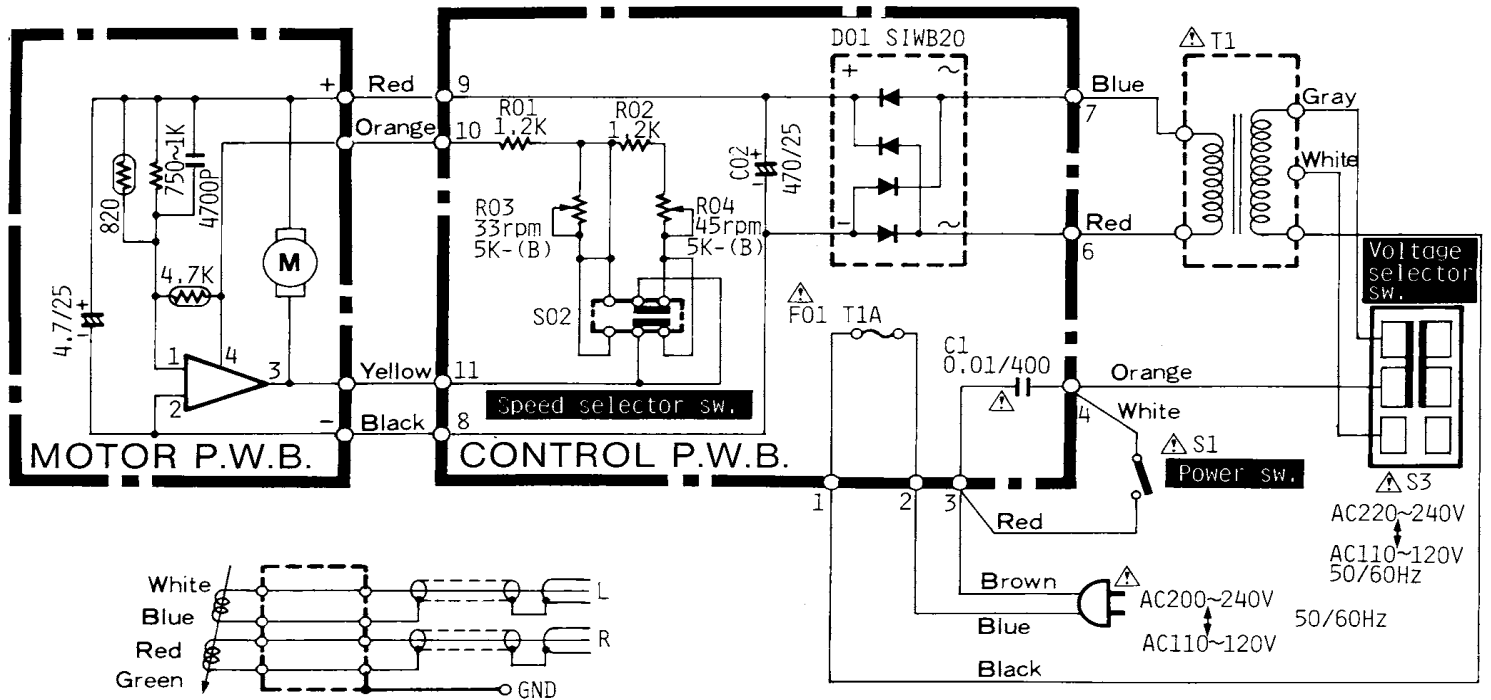 D01 SIWB20
⚠ T1
+ ~
- ~
+ Red 9
Orange 10
R01
1.2K
R02
1.2K
Blue
7
Gray
White
820
750~1K
4700P
C02
+
-
470/25
R03
33rpm
5K-(B)
R04
45rpm
5K-(B)
Red
6
4.7K
M
Voltage
selector
sw.
4.7/25
+
-
S02
⚠
F01 T1A
1
2
4
3
Yellow 11
C1
0.01/400
⚠
Orange
4
Speed selector sw.
White
- Black 8
MOTOR P.W.B.
CONTROL P.W.B.
⚠ S1
Power sw.
1
2
3
Red
⚠ S3
AC220~240V
AC110~120V
50/60Hz
White
Blue
Red
Green
L
R
GND
Brown
Blue
Black
⚠
AC200~240V
AC110~120V
50/60Hz